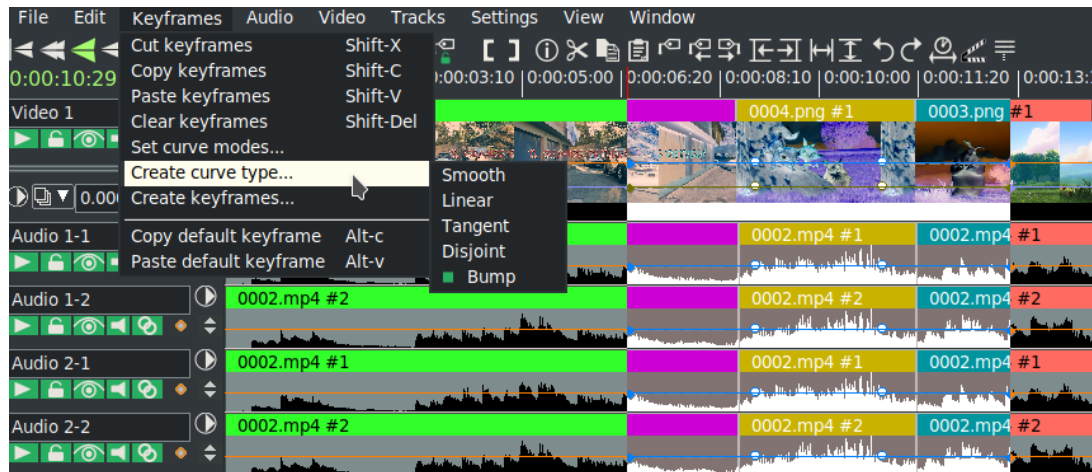 File Edit Keyframes Audio Video Tracks Settings View Window
Cut keyframes Shift-X
0:00:10:29 Copy keyframes Shift-C 0:00:03:10 0:00:05:00 0:00:06:20 0:00:08:10 0:00:10:00 0:00:11:20 0:00:13:
Paste keyframes Shift-V
Video 1 0004.png #1 0003.png #1
Clear keyframes Shift-Del
Set curve modes...
Create curve type...
Smooth
0.00 Create keyframes...
Linear
Tangent
Audio 1-1 Copy default keyframe Alt-c 0002.mp4 #1 0002.mp4 #1
Disjoint
Paste default keyframe Alt-v
Bump
Audio 1-2 0002.mp4 #2 0002.mp4 #2 0002.mp4 #2
Audio 2-1 0002.mp4 #1 0002.mp4 #1 0002.mp4 #1
Audio 2-2 0002.mp4 #2 0002.mp4 #2 0002.mp4 #2